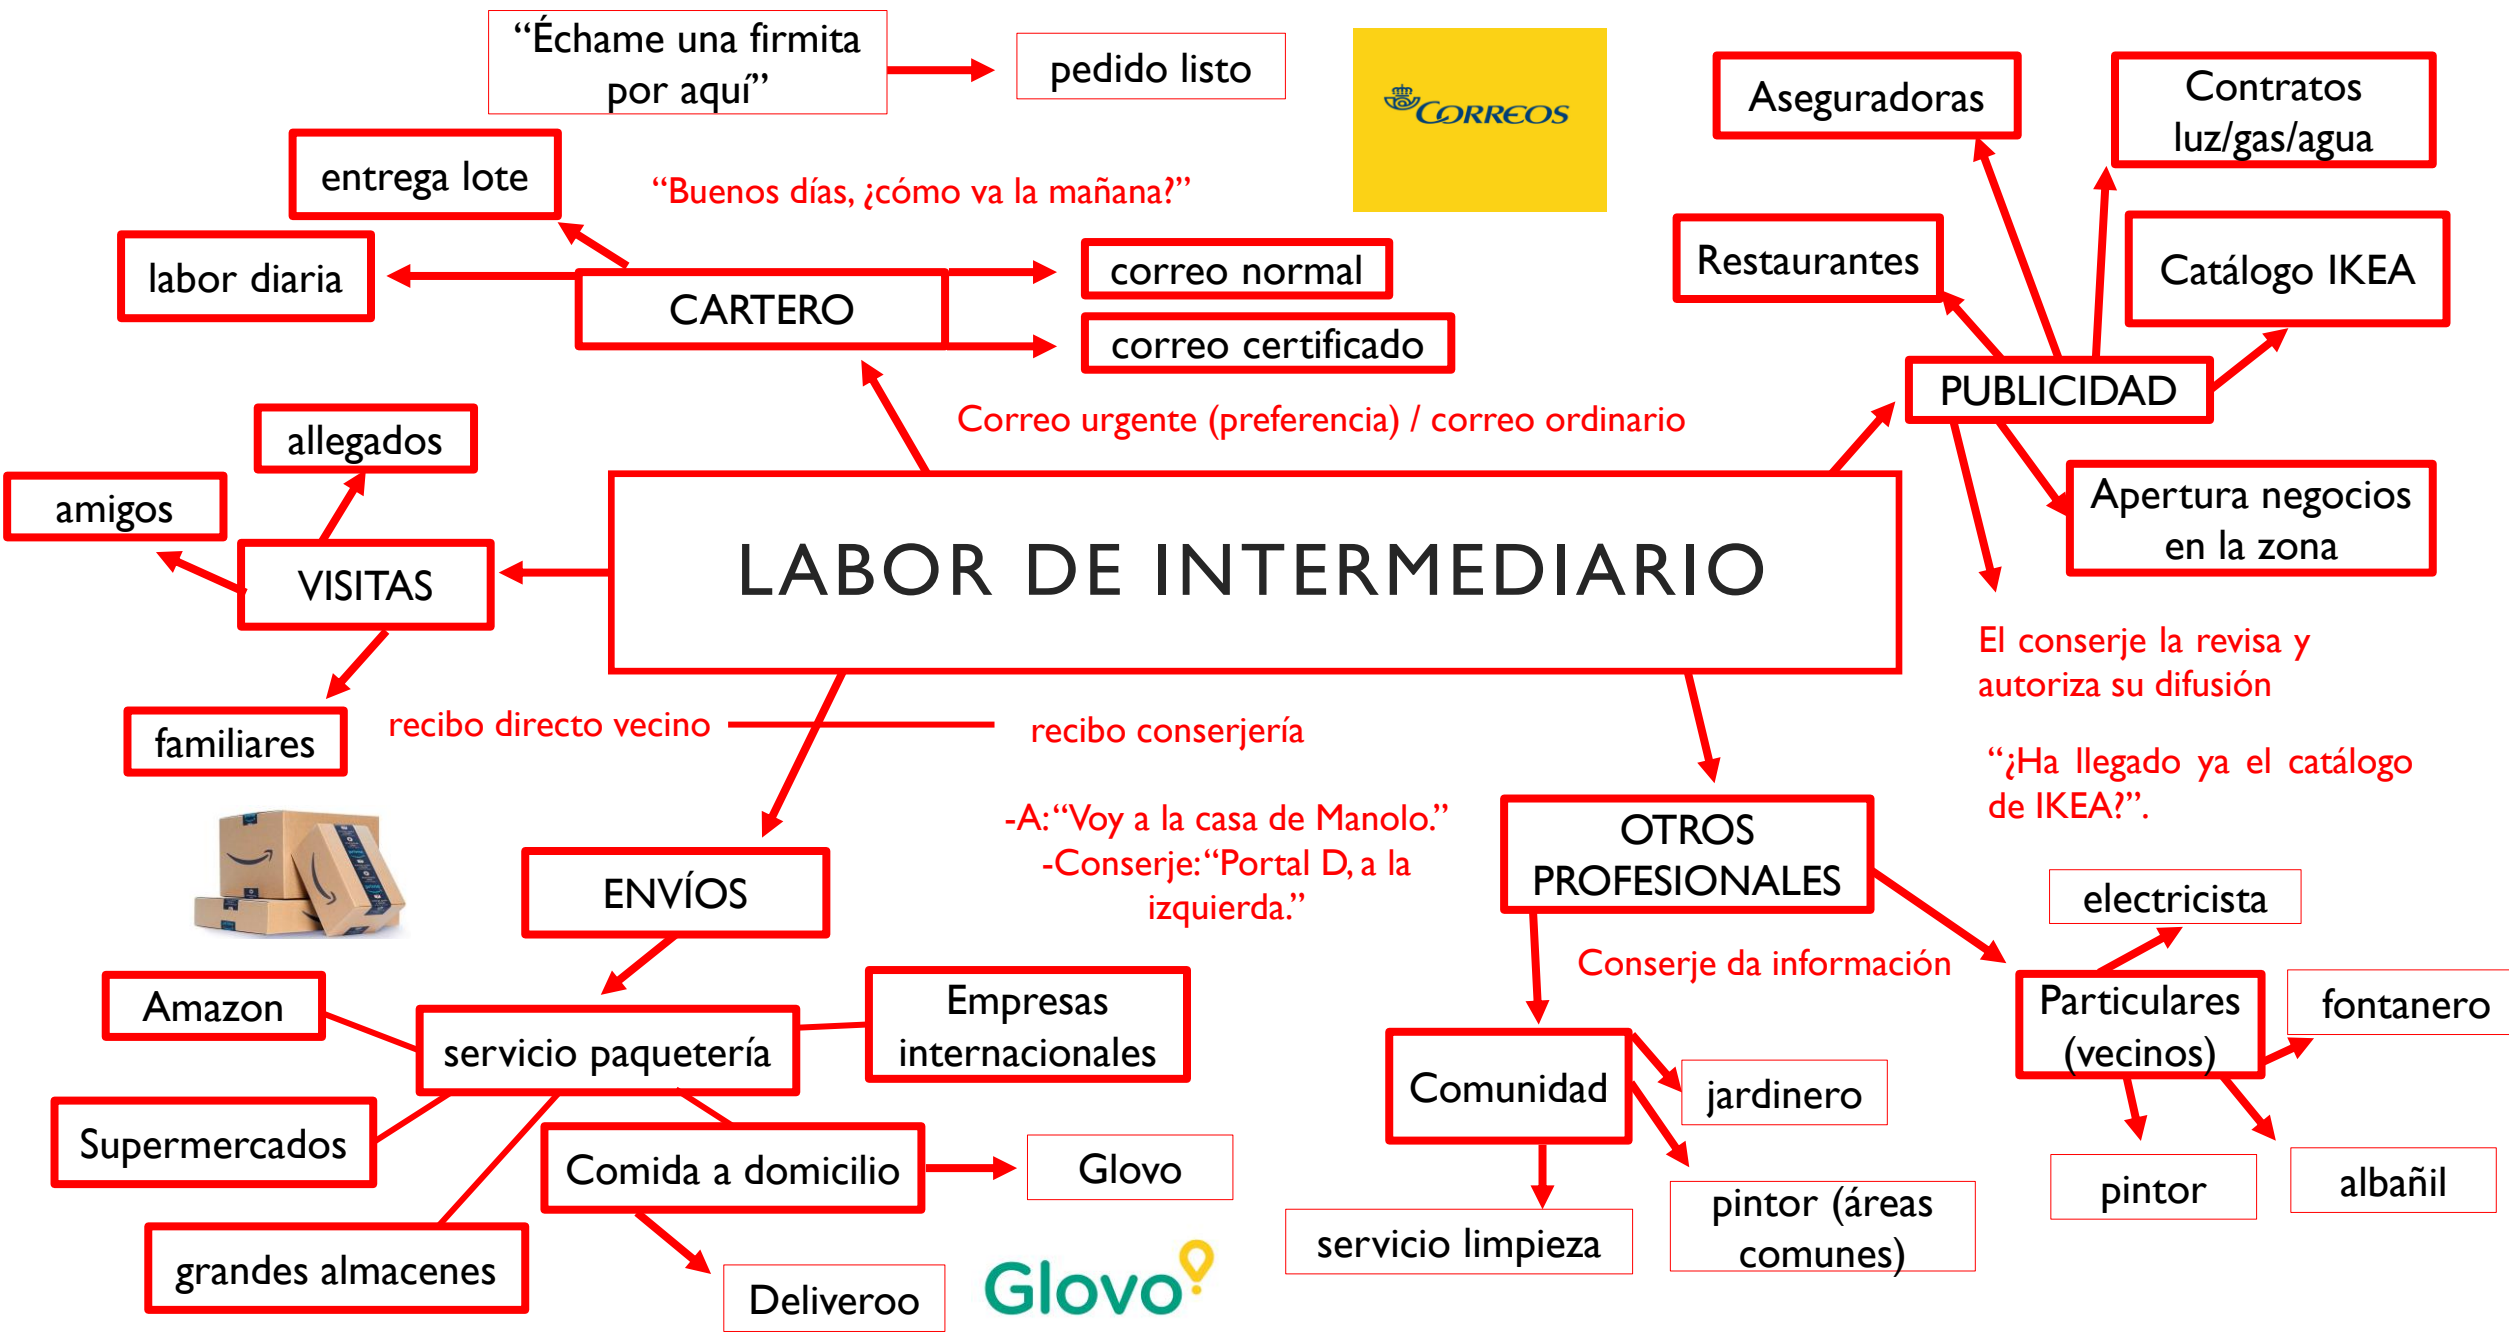 “Échame una firmita
por aquí”
pedido listo
CORREOS
Aseguradoras
Contratos
luz/gas/agua
entrega lote
“Buenos días, ¿cómo va la mañana?”
labor diaria
CARTERO
correo normal
correo certificado
Restaurantes
Catálogo IKEA
PUBLICIDAD
Correo urgente (preferencia) / correo ordinario
allegados
amigos
VISITAS
familiares
LABOR DE INTERMEDIARIO
Apertura negocios
en la zona
El conserje la revisa y
autoriza su difusión
“¿Ha llegado ya el catálogo
de IKEA?”.
recibo directo vecino
recibo conserjería
-A: “Voy a la casa de Manolo.”
-Conserje: “Portal D, a la
izquierda.”
ENVÍOS
OTROS
PROFESIONALES
Conserje da información
electricista
Particulares
(vecinos)
fontanero
pintor
albañil
Amazon
servicio paquetería
Empresas
internacionales
Supermercados
Comida a domicilio
Glovo
grandes almacenes
Deliveroo
Glovo
Comunidad
jardinero
servicio limpieza
pintor (áreas
comunes)